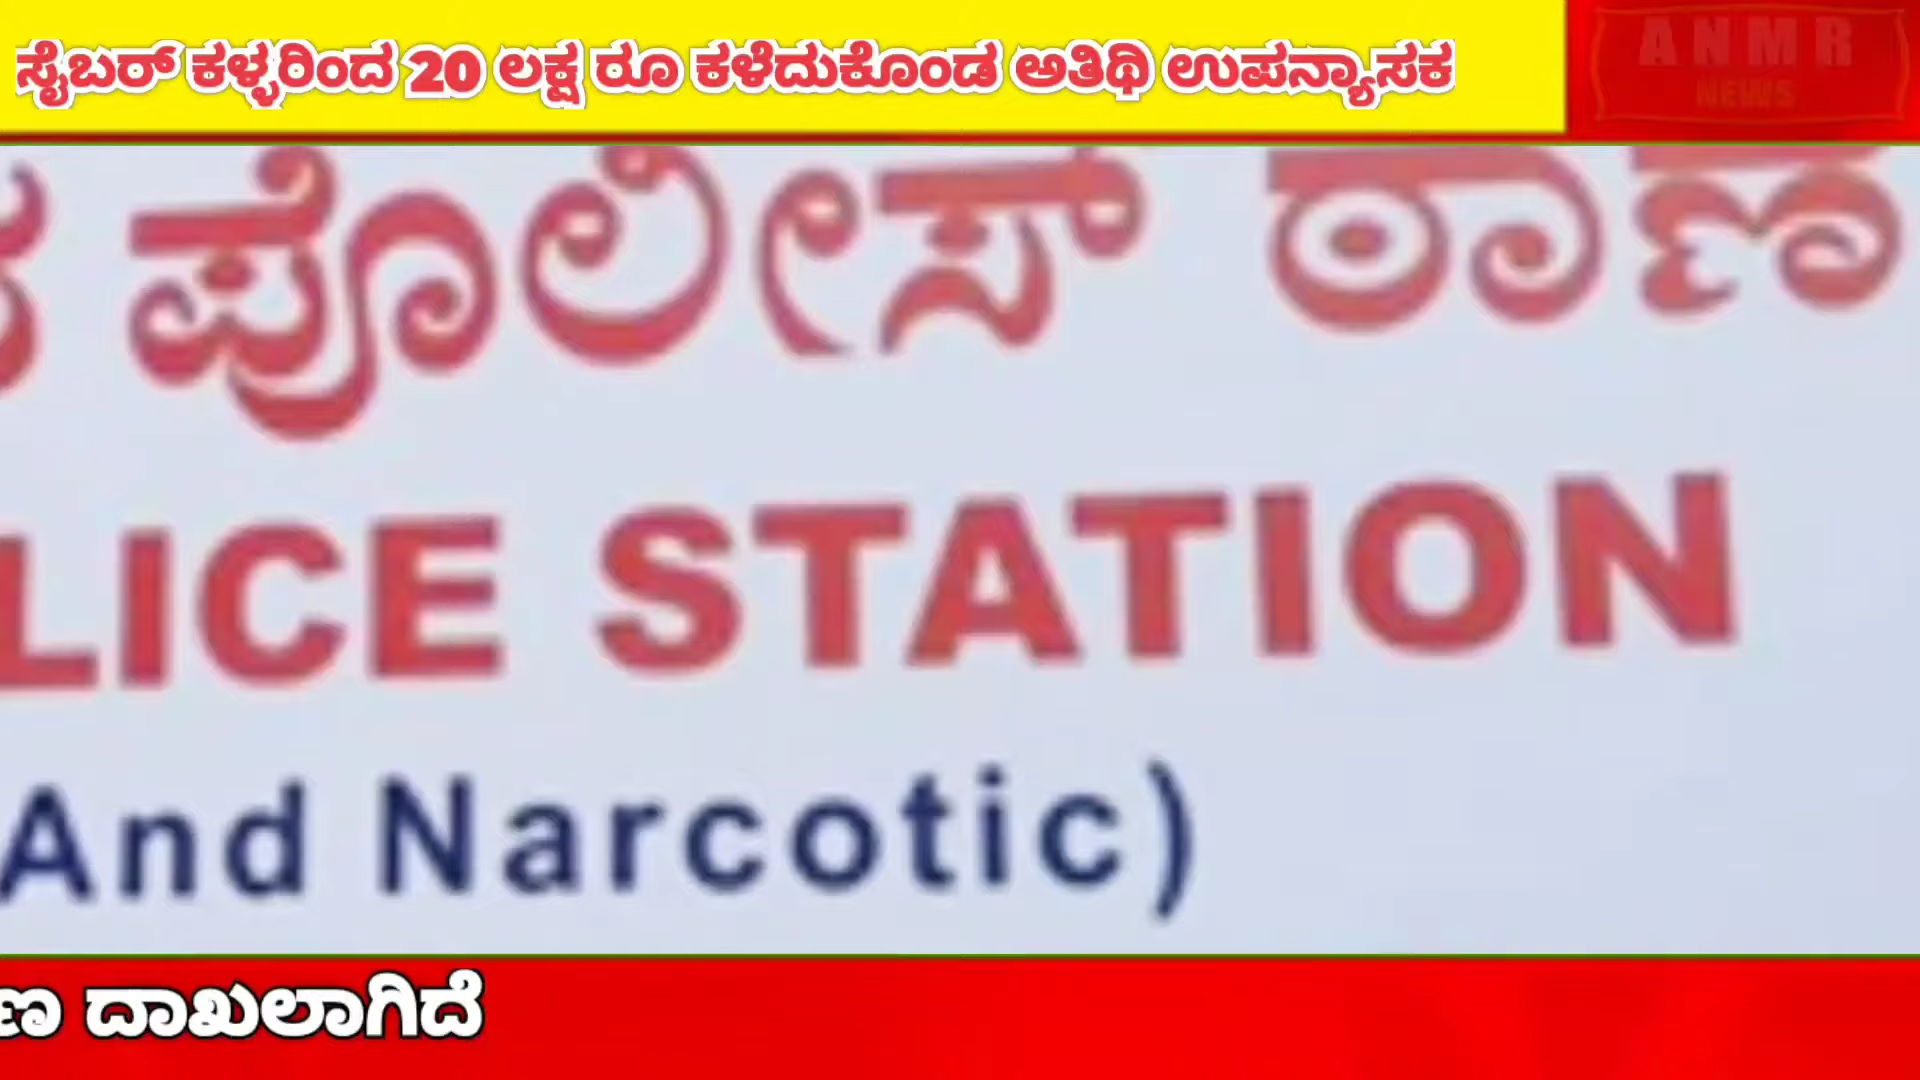 ಸೈಬರ್ ಕಳ್ಳರಿಂದ 20 ಲಕ್ಷ ರೂ ಕಳೆದುಕೊಂಡ ಅತಿಥಿ ಉಪನ್ಯಾಸಕ
ANMR
NEWS
ಪೊಲೀಸ್ ಠಾಣೆ
LICE STATION
And Narcotic)
ಣ ದಾಖಲಾಗಿದೆ